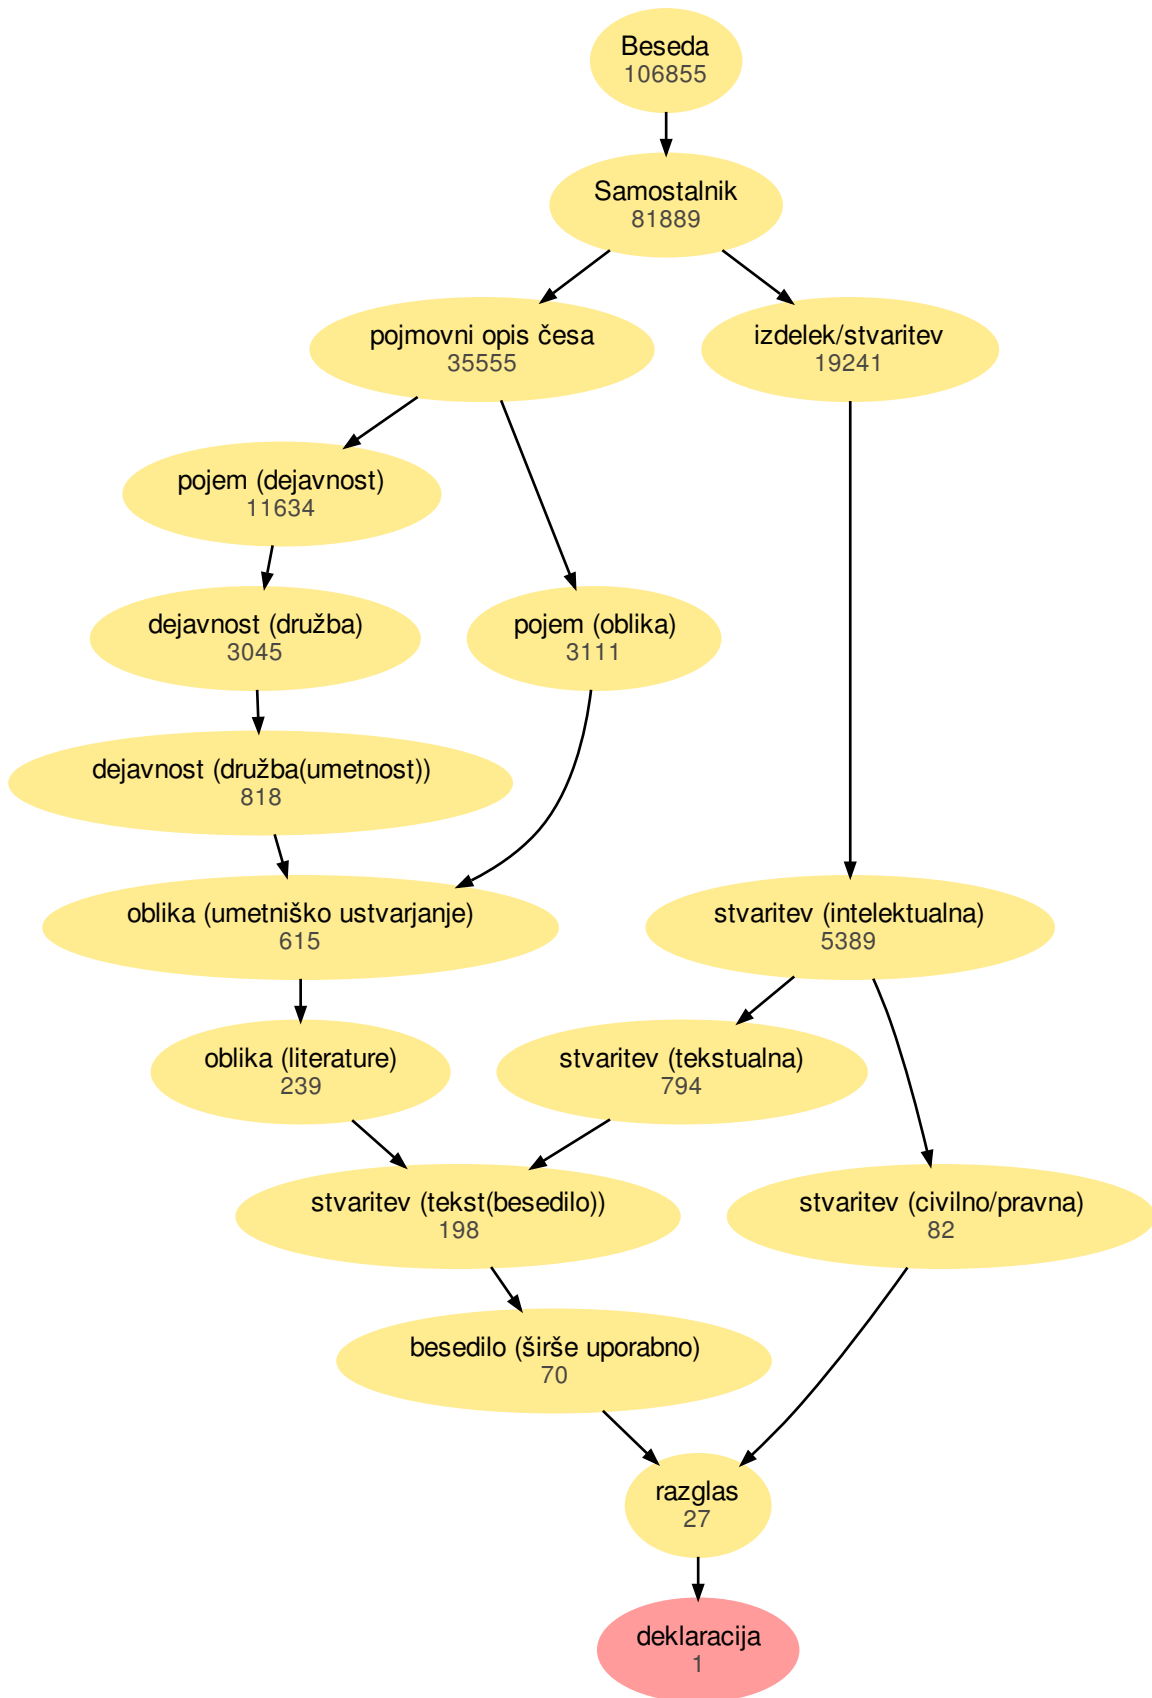 Beseda
106855
Samostalnik
81889
pojmovni opis česa
35555
izdelek/stvaritev
19241
pojem (dejavnost)
11634
dejavnost (družba)
3045
pojem (oblika)
3111
dejavnost (družba(umetnost))
818
oblika (umetniško ustvarjanje)
615
stvaritev (intelektualna)
5389
oblika (literature)
239
stvaritev (tekstualna)
794
stvaritev (tekst(besedilo))
198
stvaritev (civilno/pravna)
82
besedilo (širše uporabno)
70
razglas
27
deklaracija
1